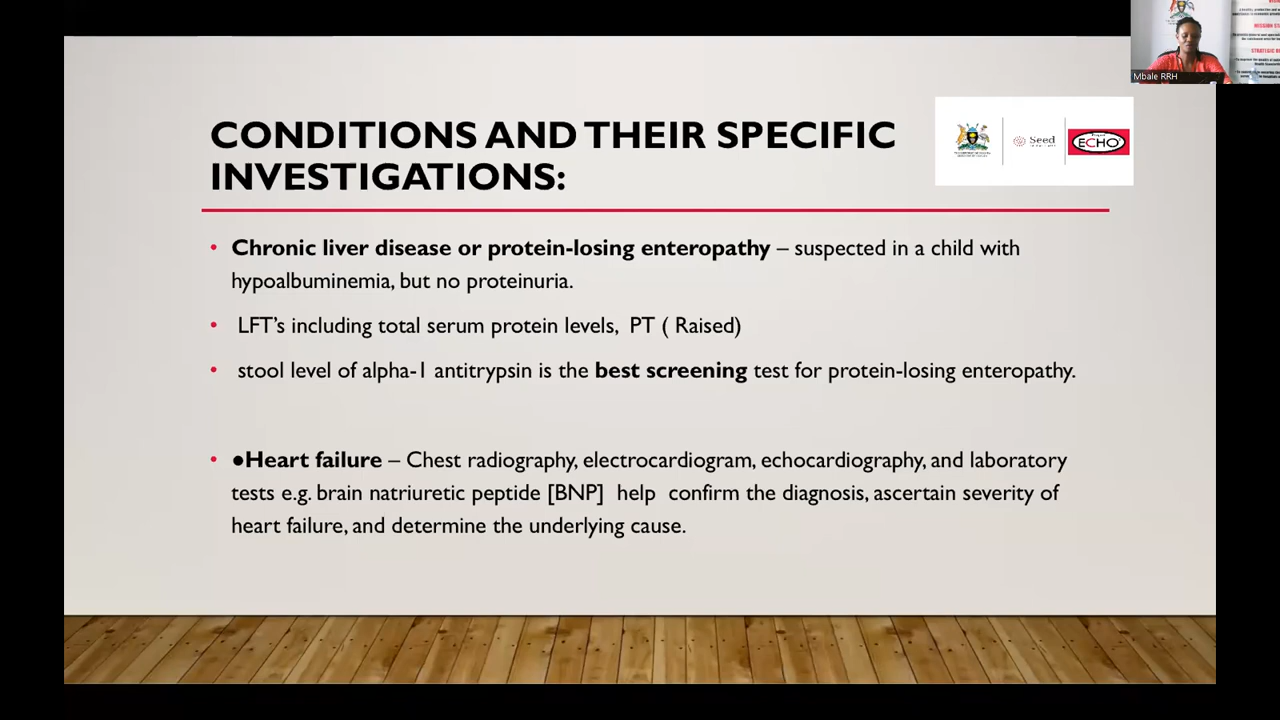 CONDITIONS AND THEIR SPECIFIC
INVESTIGATIONS:
Seed
ECHO
Mbale RRH
• Chronic liver disease or protein-losing enteropathy – suspected in a child with
hypoalbuminemia, but no proteinuria.
• LFT's including total serum protein levels, PT ( Raised)
• stool level of alpha-1 antitrypsin is the best screening test for protein-losing enteropathy.
• ●Heart failure – Chest radiography, electrocardiogram, echocardiography, and laboratory
tests e.g. brain natriuretic peptide [BNP] help confirm the diagnosis, ascertain severity of
heart failure, and determine the underlying cause.